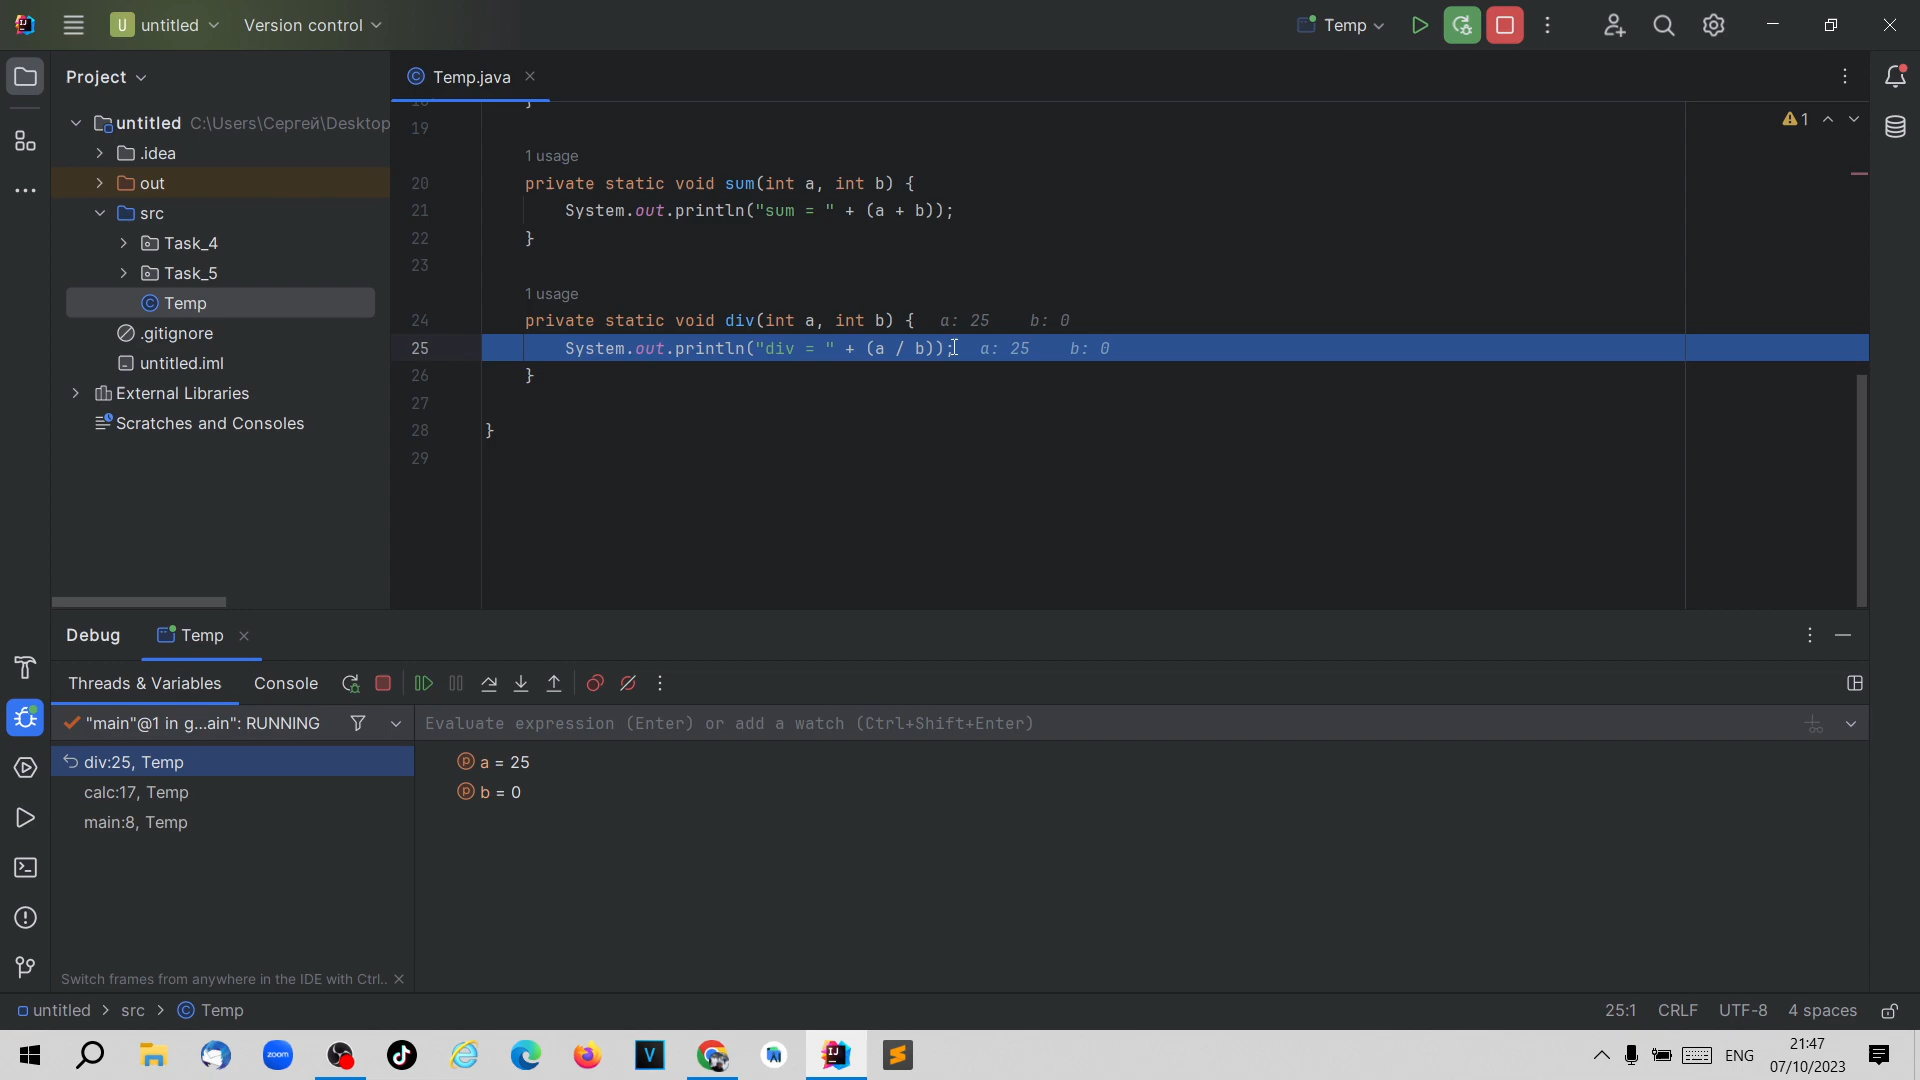 U untitled Version control Temp
Project
Temp.java
untitled C:\Users\Сергей\Desktop
.idea
out
src
Task_4
Task_5
Temp
.gitignore
untitled.iml
External Libraries
Scratches and Consoles
18 }
19
1 usage
20 private static void sum(int a, int b) {
21 System.out.println("sum = " + (a + b));
22 }
23
1 usage
24 private static void div(int a, int b) { a: 25 b: 0
25 System.out.println("div = " + (a / b)); a: 25 b: 0
26 }
27
28 }
29
1
Debug Temp
Threads & Variables Console
"main"@1 in g...ain": RUNNING
Evaluate expression (Enter) or add a watch (Ctrl+Shift+Enter)
div:25, Temp
calc:17, Temp
main:8, Temp
a = 25
b = 0
Switch frames from anywhere in the IDE with Ctrl..
untitled > src > Temp
25:1 CRLF UTF-8 4 spaces
zoom
V
ENG
21:47
07/10/2023